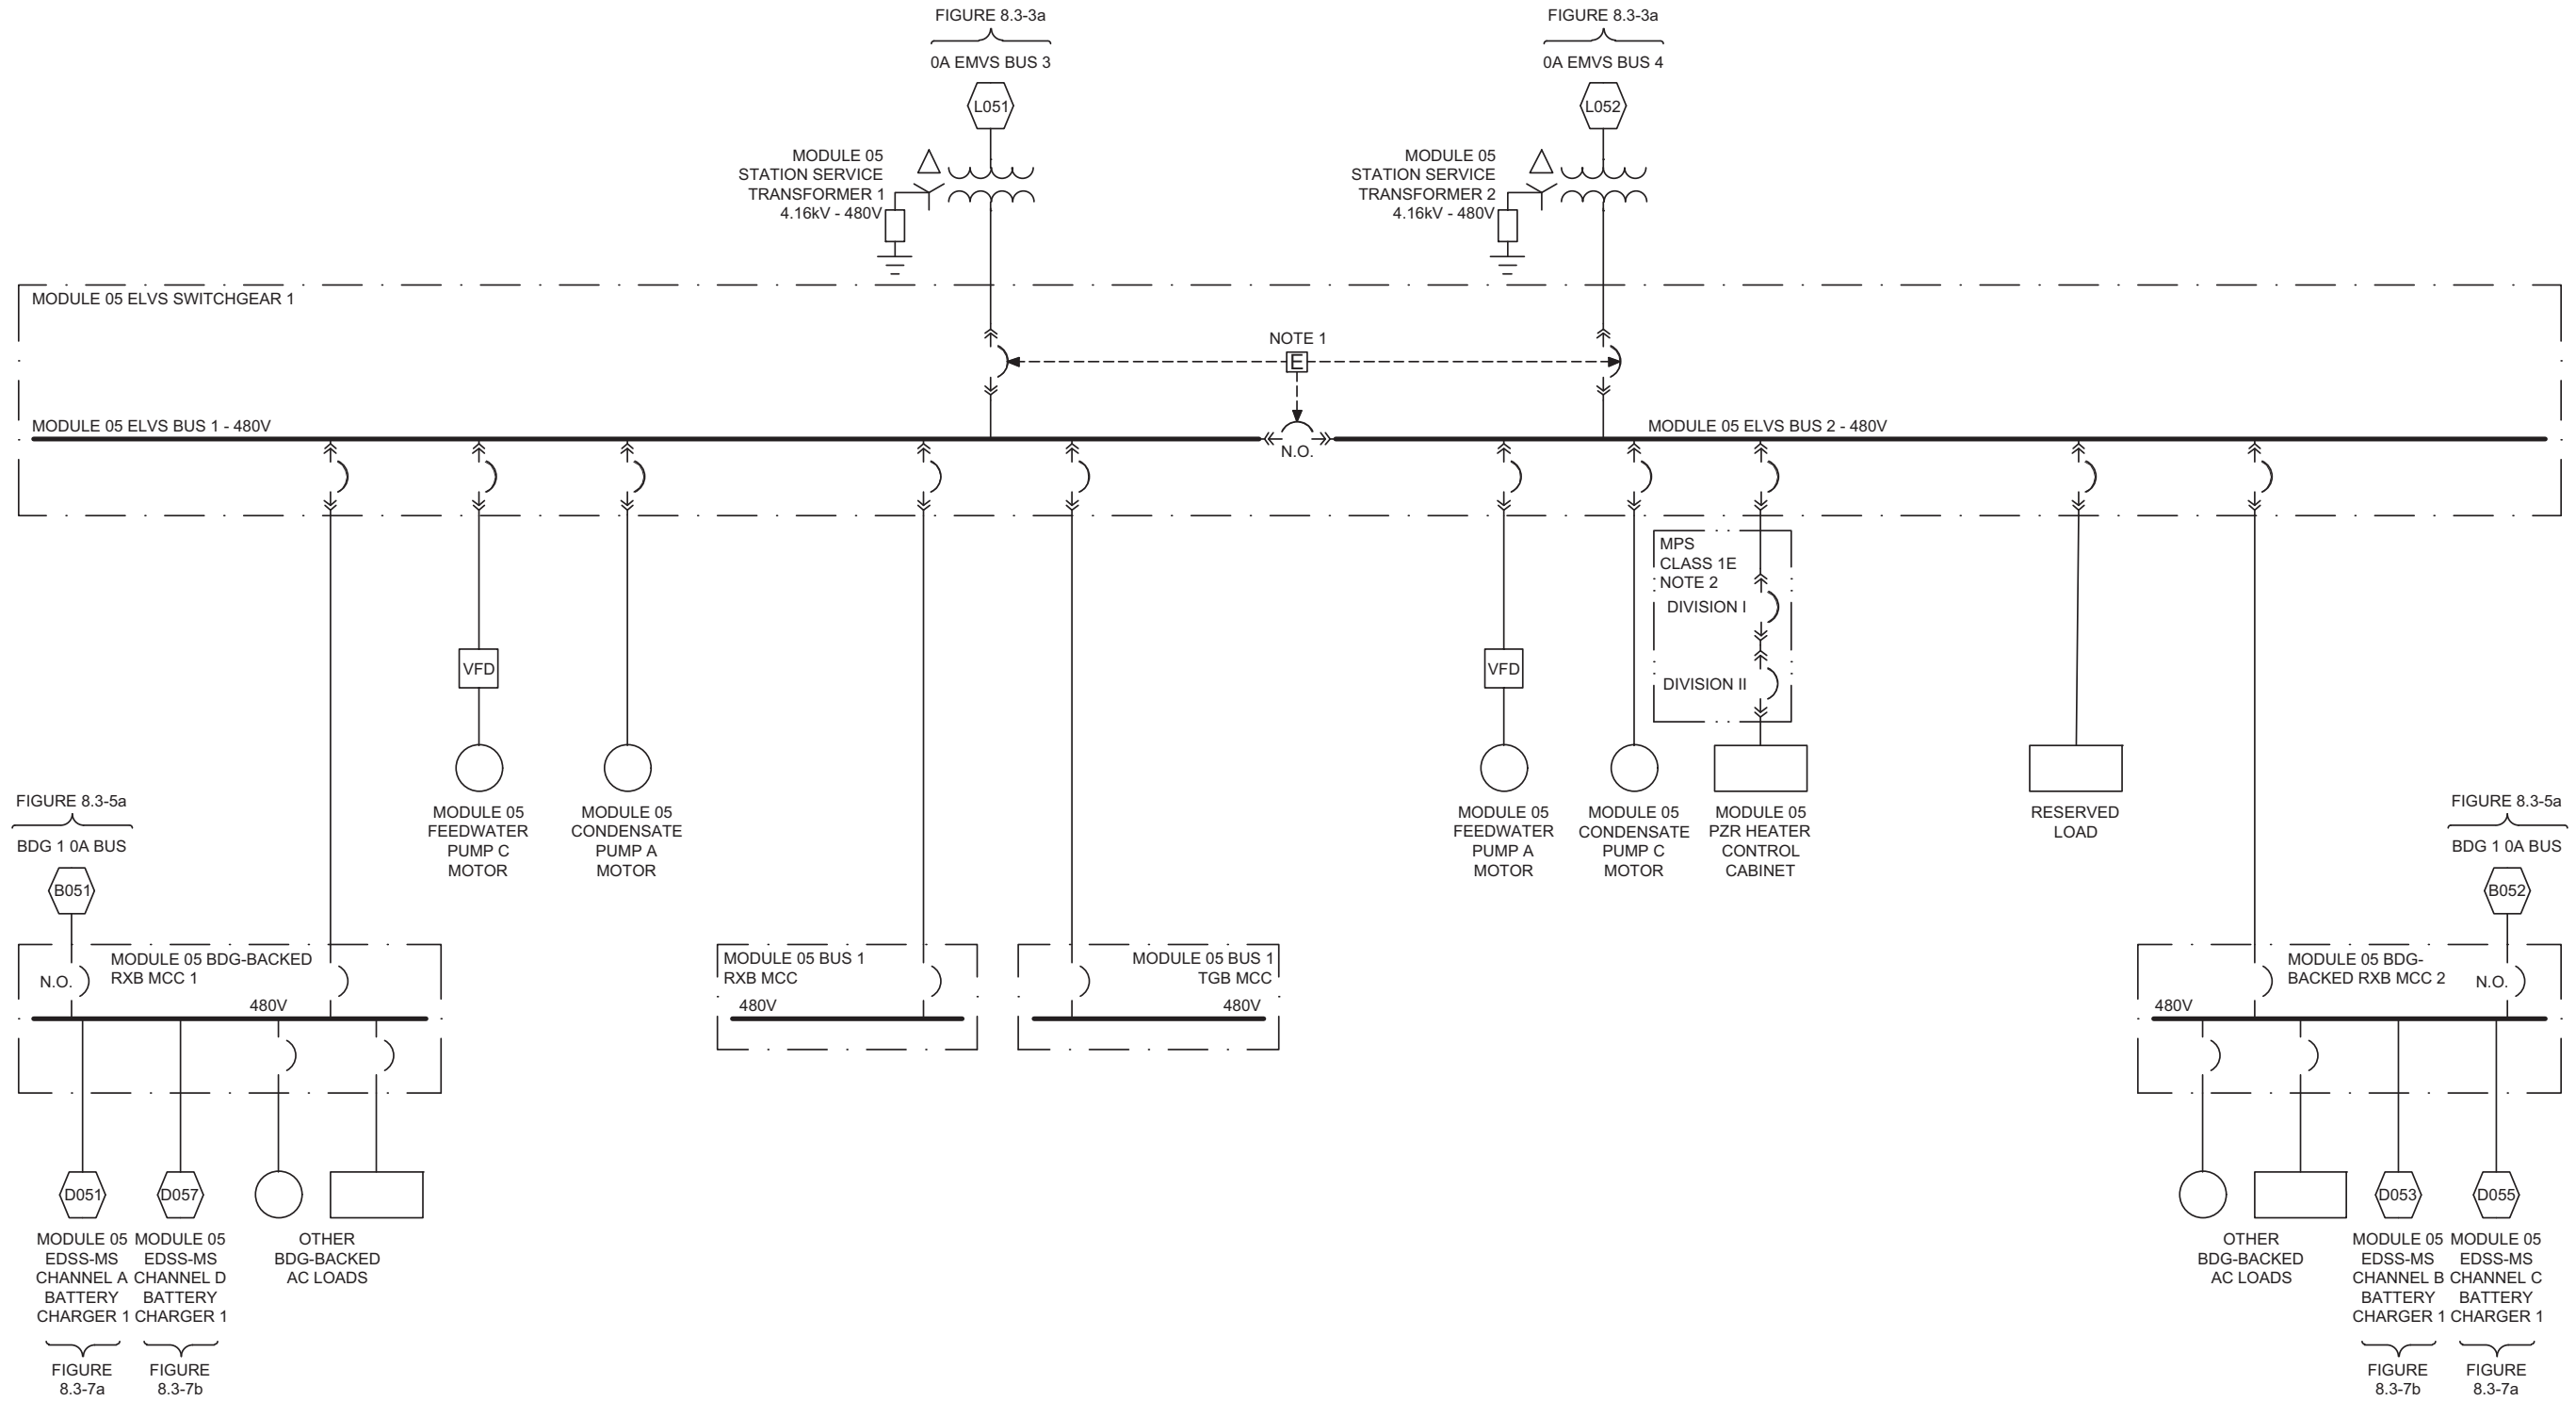 FIGURE 8.3-3a
0A EMVS BUS 3
L051
MODULE 05
STATION SERVICE
TRANSFORMER 1
4.16kV - 480V
FIGURE 8.3-3a
0A EMVS BUS 4
L052
MODULE 05
STATION SERVICE
TRANSFORMER 2
4.16kV - 480V
MODULE 05 ELVS SWITCHGEAR 1
NOTE 1
E
MODULE 05 ELVS BUS 1 - 480V
N.O.
MODULE 05 ELVS BUS 2 - 480V
MPS
CLASS 1E
NOTE 2
DIVISION I
DIVISION II
VFD
VFD
MODULE 05
FEEDWATER
PUMP C
MOTOR
MODULE 05
CONDENSATE
PUMP A
MOTOR
MODULE 05
FEEDWATER
PUMP A
MOTOR
MODULE 05
CONDENSATE
PUMP C
MOTOR
MODULE 05
PZR HEATER
CONTROL
CABINET
RESERVED
LOAD
FIGURE 8.3-5a
BDG 1 0A BUS
B051
N.O.
MODULE 05 BDG-BACKED
RXB MCC 1
480V
MODULE 05 BUS 1
RXB MCC
480V
MODULE 05 BUS 1
TGB MCC
480V
FIGURE 8.3-5a
BDG 1 0A BUS
B052
MODULE 05 BDG-
BACKED RXB MCC 2
N.O.
480V
D051
MODULE 05
EDSS-MS
CHANNEL A
BATTERY
CHARGER 1
FIGURE
8.3-7a
D057
MODULE 05
EDSS-MS
CHANNEL D
BATTERY
CHARGER 1
FIGURE
8.3-7b
OTHER
BDG-BACKED
AC LOADS
OTHER
BDG-BACKED
AC LOADS
D053
MODULE 05
EDSS-MS
CHANNEL B
BATTERY
CHARGER 1
FIGURE
8.3-7b
D055
MODULE 05
EDSS-MS
CHANNEL C
BATTERY
CHARGER 1
FIGURE
8.3-7a